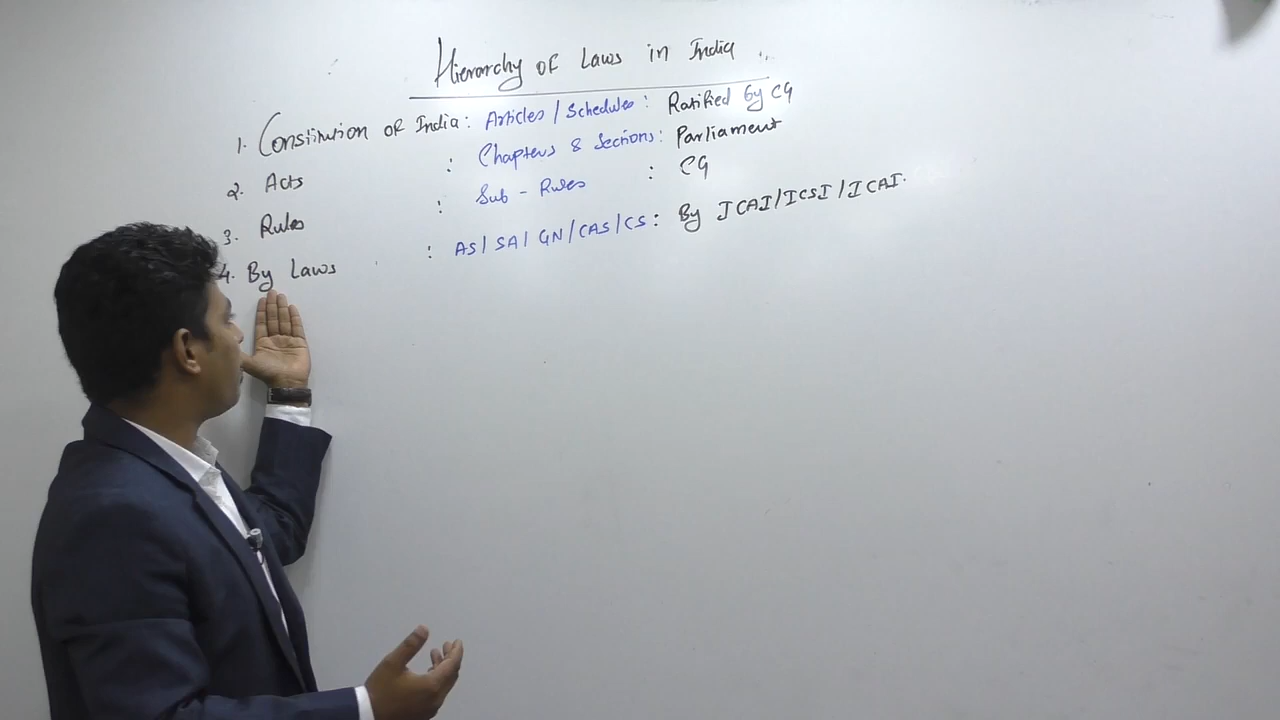 Hierarchy of Laws in India
1. Constitution of India: Articles / Schedules: Ratified by CG
2. Acts : Chapters & Sections: Parliament
3. Rules : Sub - Rules : CG
4. By Laws : AS / SA / GN / CAS / CS: By ICAI / ICSI / ICAI.